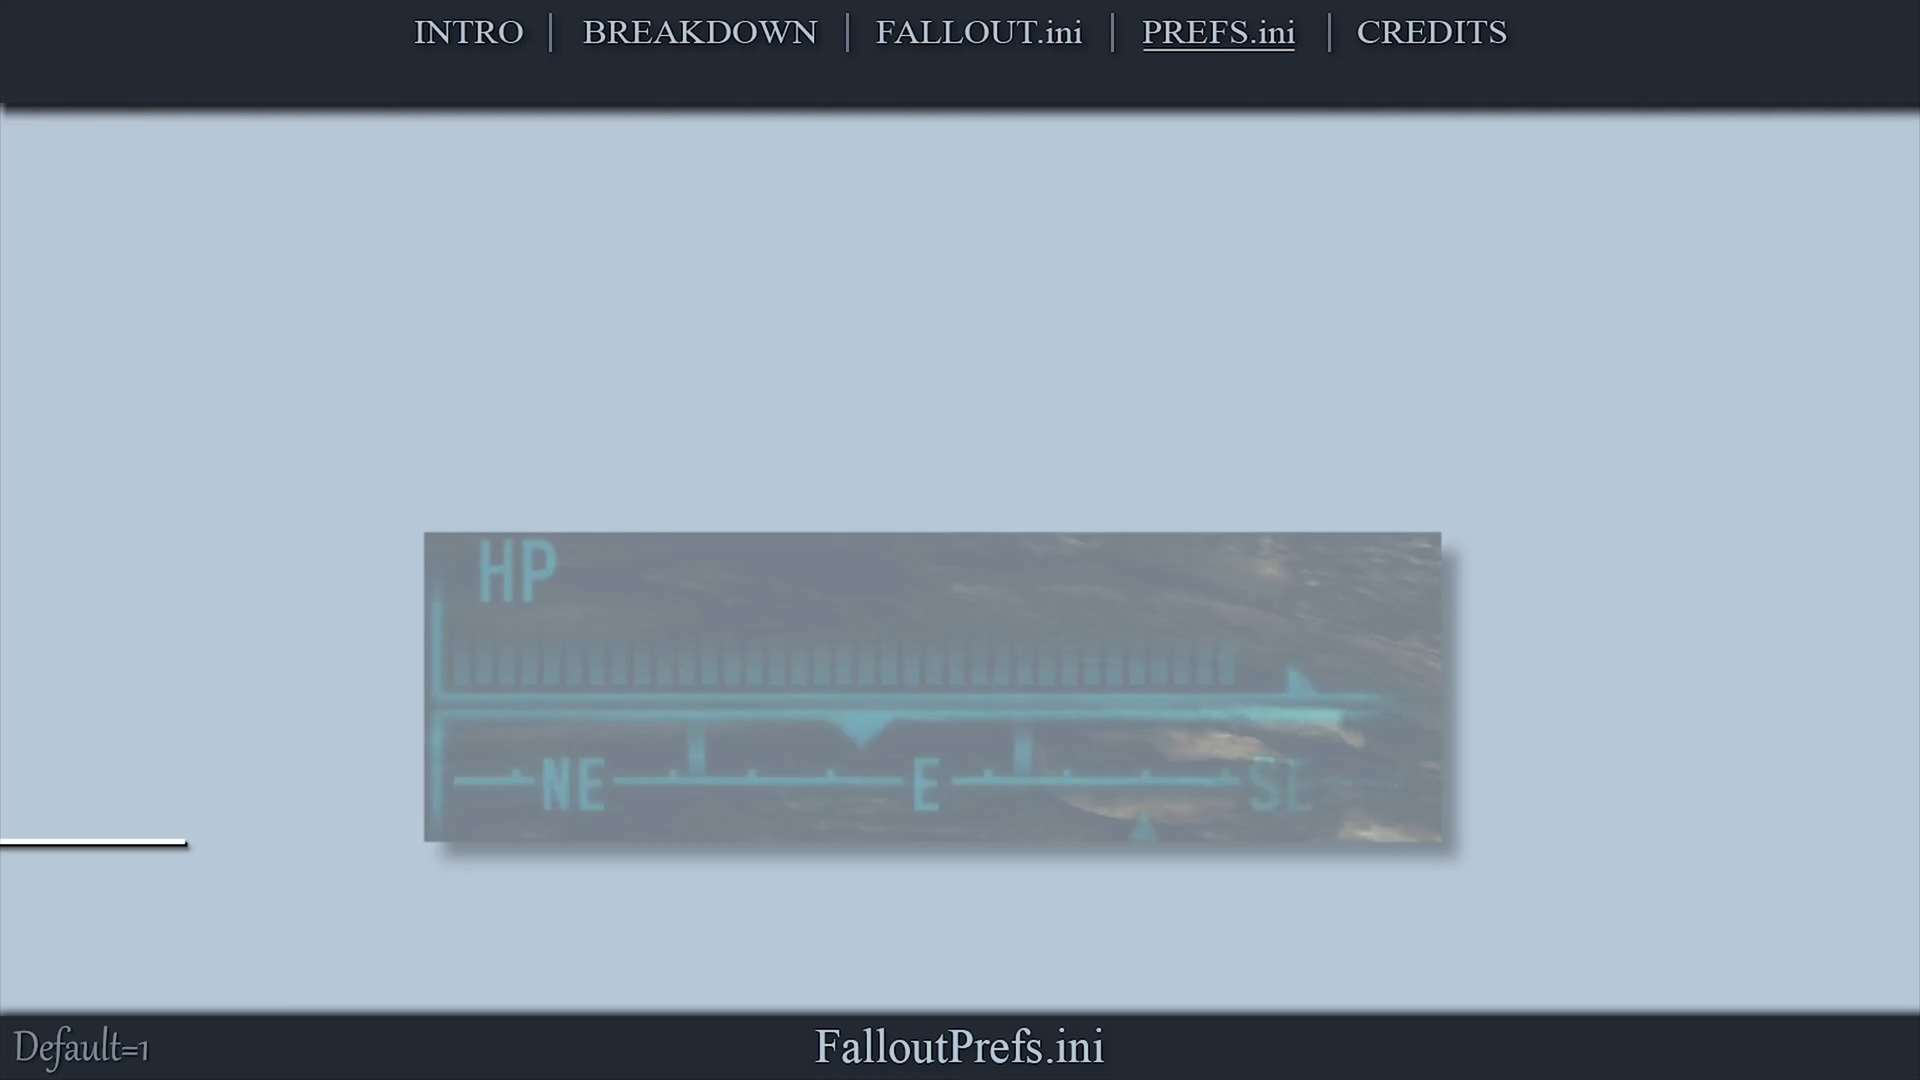 INTRO | BREAKDOWN | FALLOUT.ini | PREFS.ini | CREDITS
HP
NE E SE
Default=1
FalloutPrefs.ini